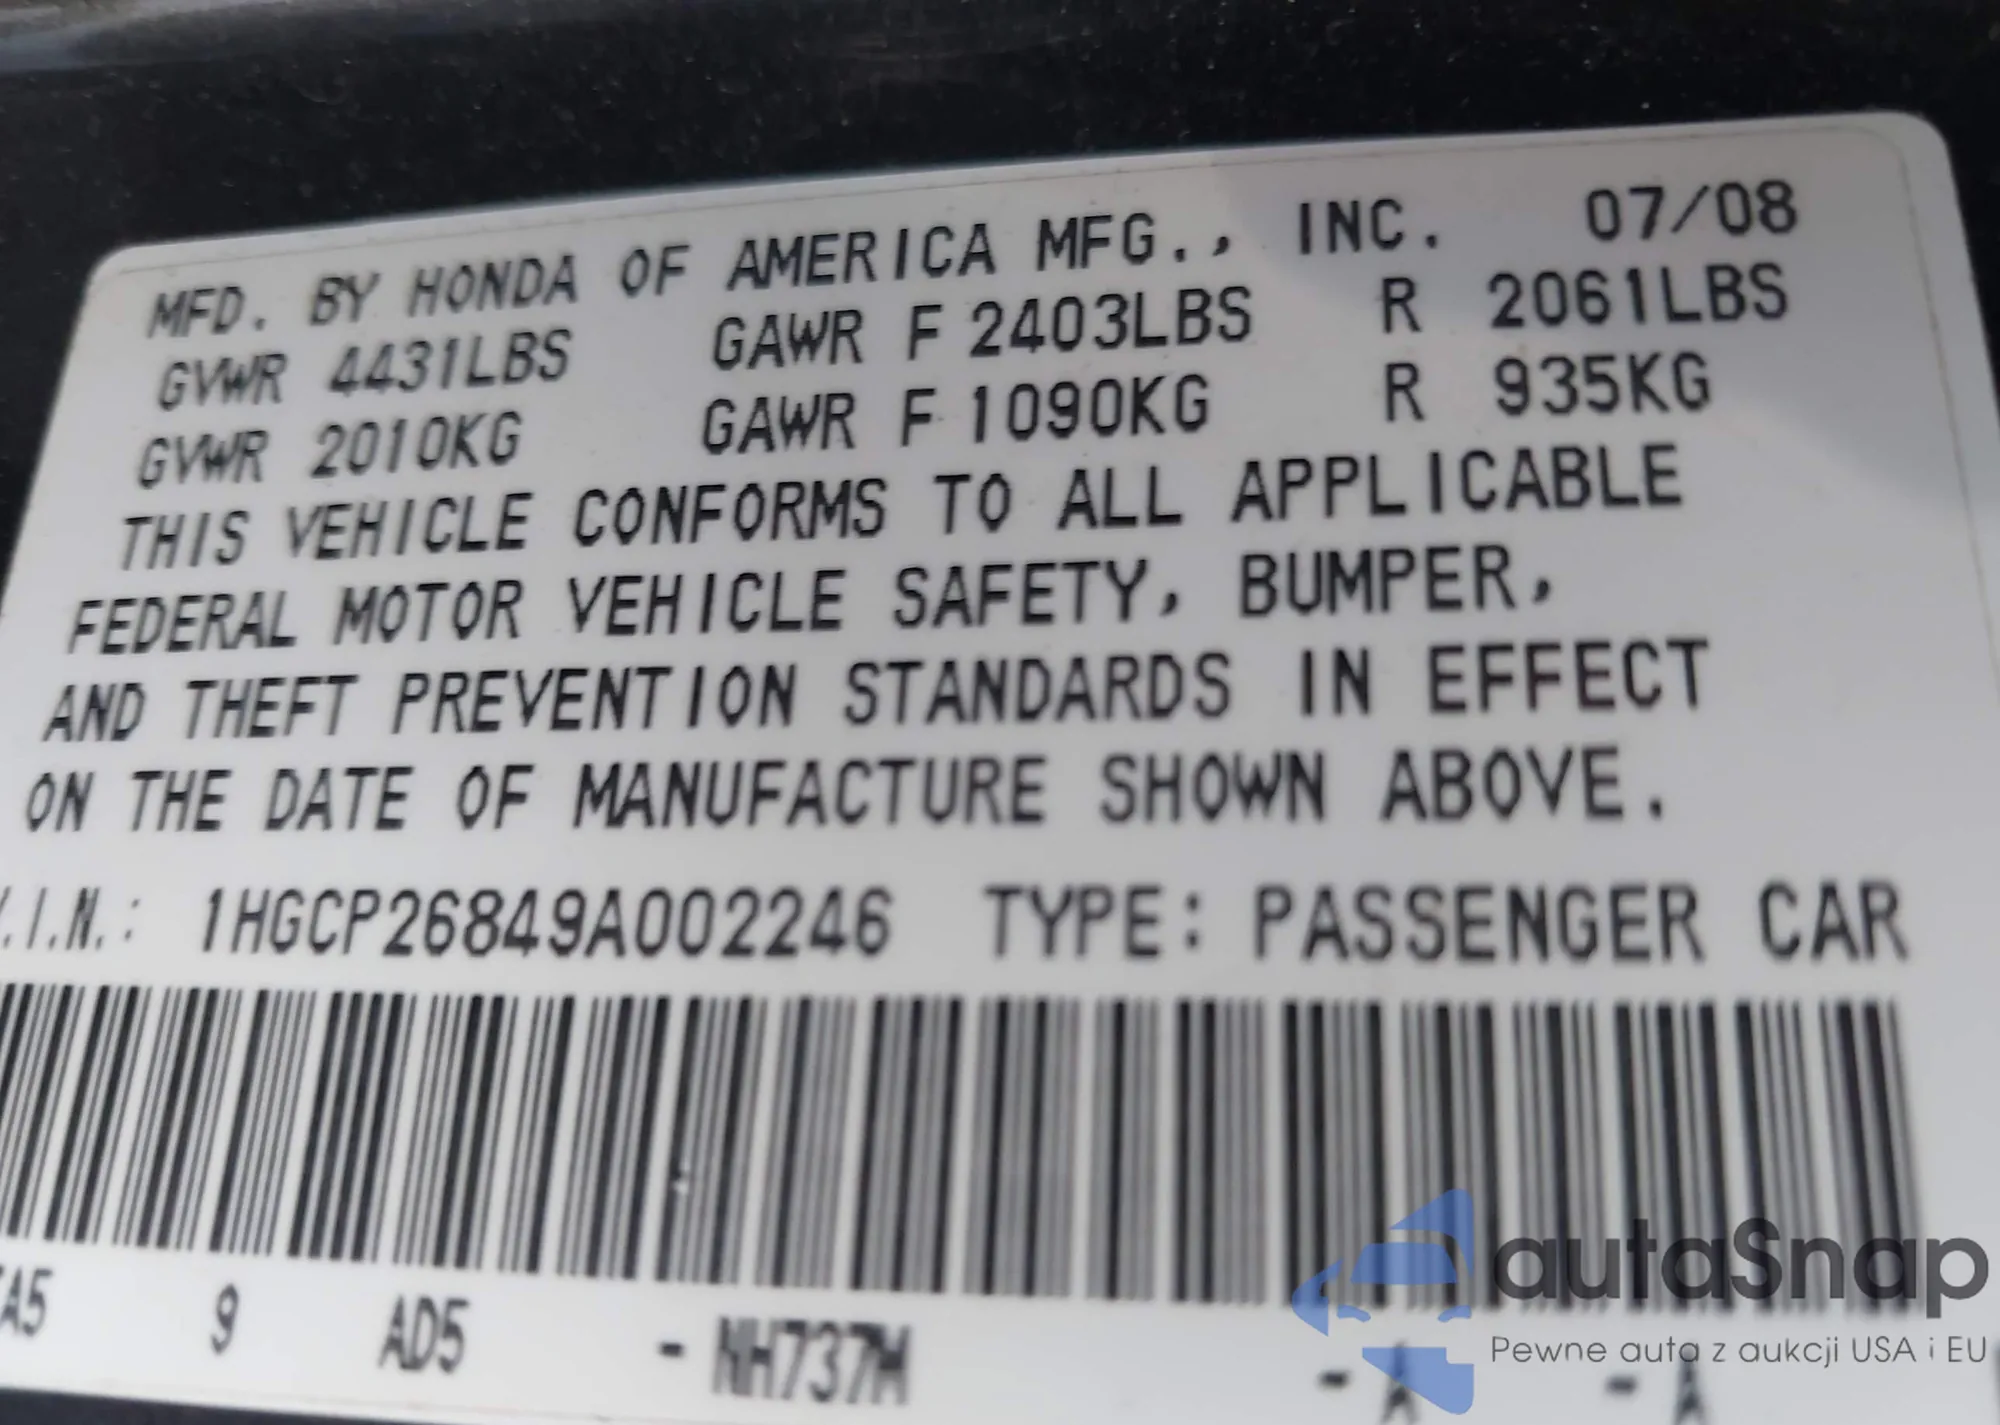 MFD. BY HONDA OF AMERICA MFG., INC. 07/08
GVWR 4431LBS GAWR F 2403LBS R 2061LBS
GVWR 2010KG GAWR F 1090KG R 935KG
THIS VEHICLE CONFORMS TO ALL APPLICABLE
FEDERAL MOTOR VEHICLE SAFETY, BUMPER,
AND THEFT PREVENTION STANDARDS IN EFFECT
ON THE DATE OF MANUFACTURE SHOWN ABOVE.
V.I.N.: 1HGCP26849A002246 TYPE: PASSENGER CAR
A5 9 AD5 - NH737M - A - A
autaSnap
Pewne auta z aukcji USA i EU